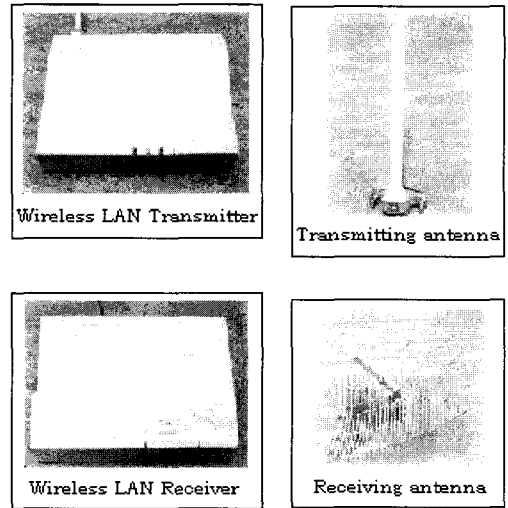 Wireless LAN Transmitter
Transmitting antenna
Wireless LAN Receiver
Receiving antenna